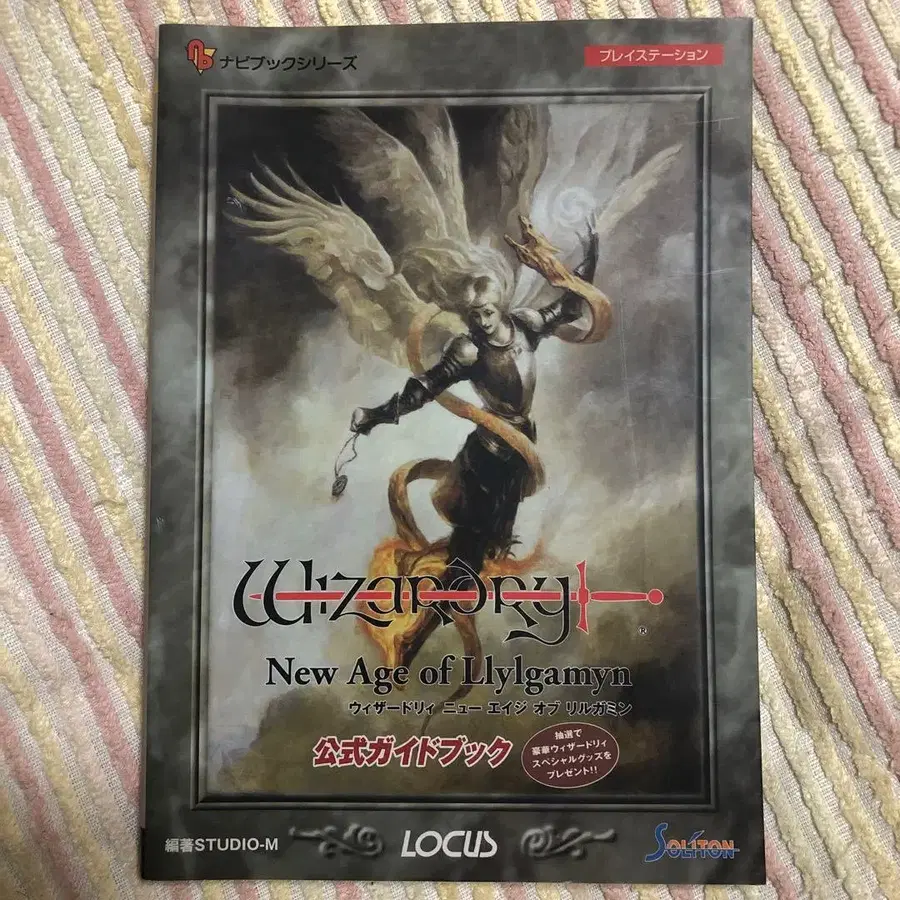 nb ナビブックシリーズ
プレイステーション
Wizardry
®
New Age of Llylgamyn
ウィザードリィ ニュー エイジ オブ リルガミン
公式ガイドブック
抽選で
豪華ウィザードリィ
スペシャルグッズを
プレゼント!!
編著STUDIO-M
LOCUS
SOLITON